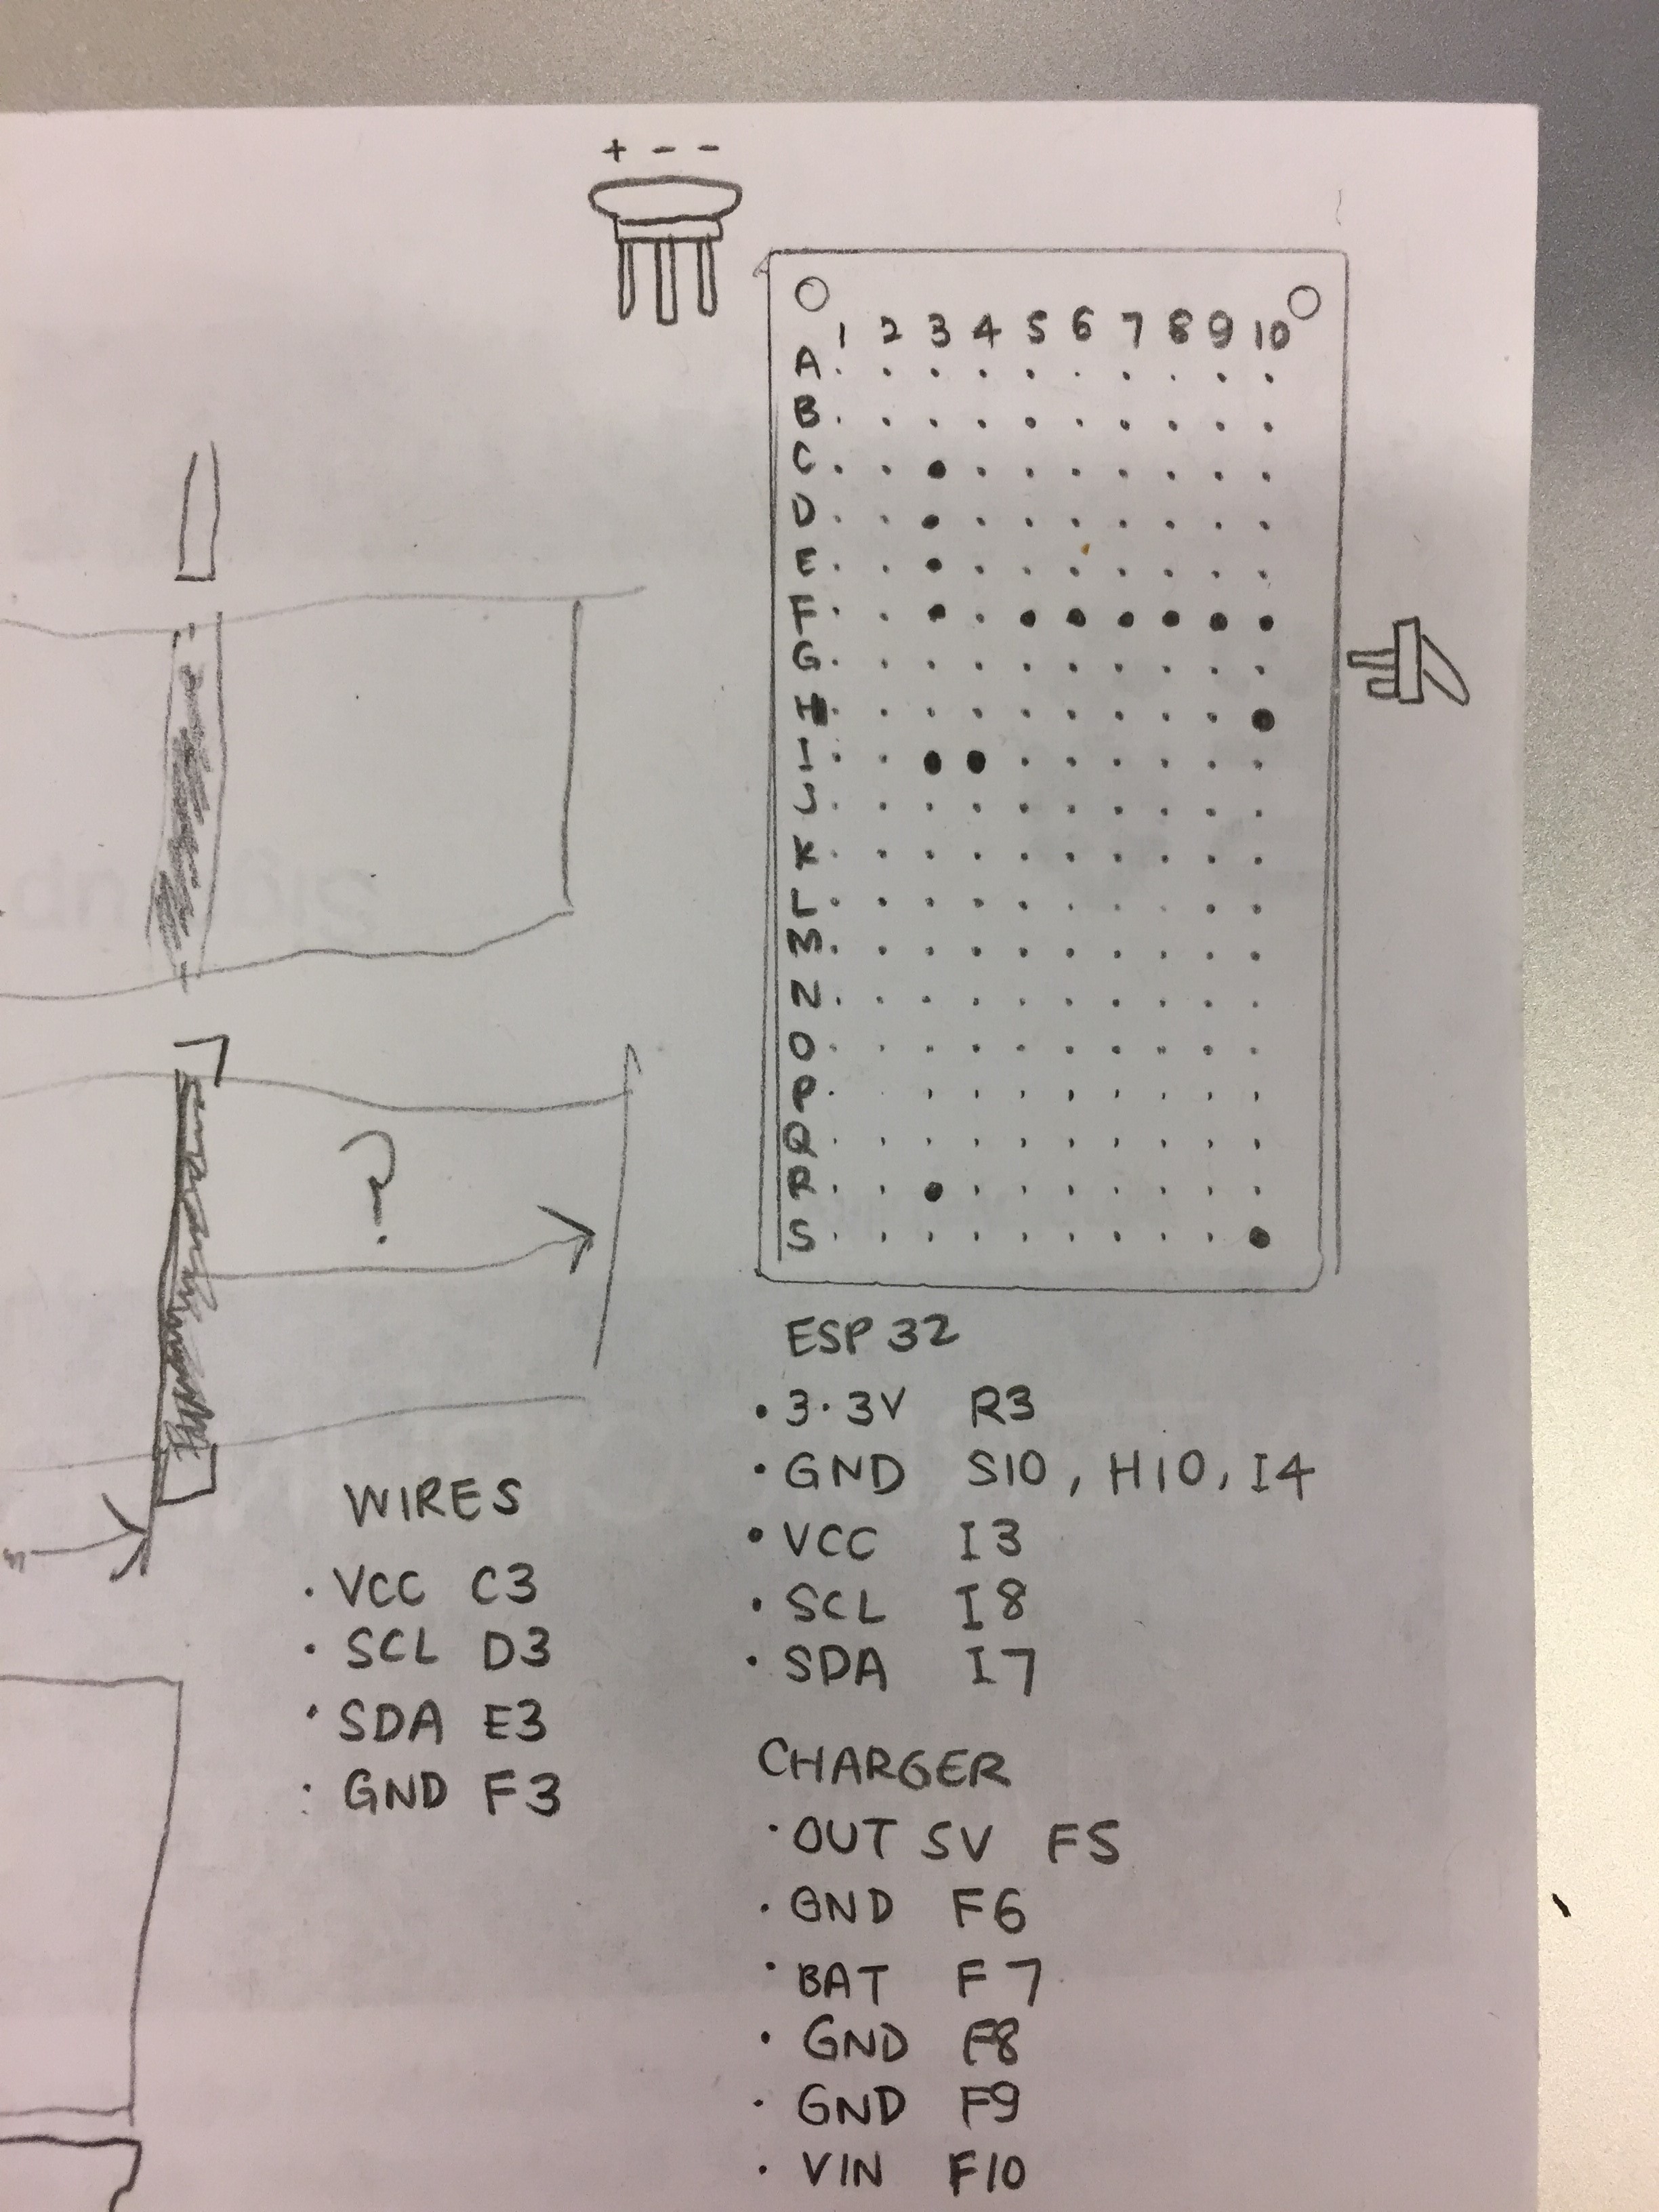 + - -
1 2 3 4 5 6 7 8 9 10
A
B
C
D
E
F
G
H
I
J
K
L
M
N
O
P
Q
R
S
?
ESP 32
• 3.3V R3
• GND S10, H10, I4
• VCC I3
• SCL I8
• SDA I7
WIRES
• VCC C3
• SCL D3
• SDA E3
• GND F3
CHARGER
• OUT 5V F5
• GND F6
• BAT F7
• GND F8
• GND F9
• VIN F10